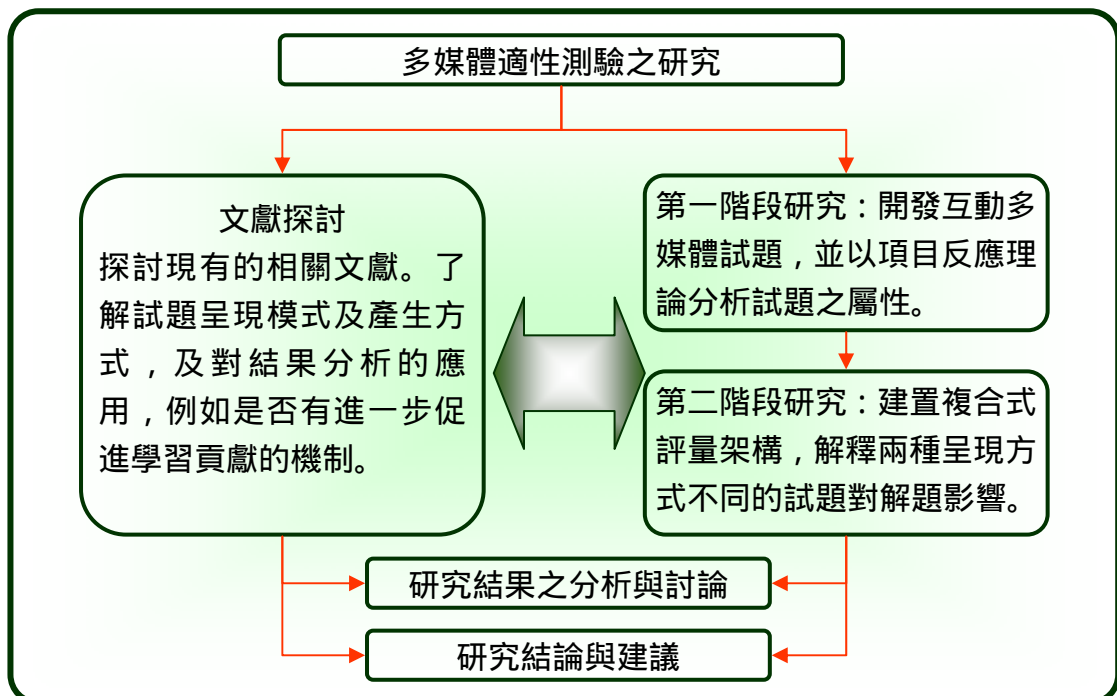 多媒體適性測驗之研究
文獻探討
探討現有的相關文獻。了
解試題呈現模式及產生方
式，及對結果分析的應
用，例如是否有進一步促
進學習貢獻的機制。
第一階段研究：開發互動多
媒體試題，並以項目反應理
論分析試題之屬性。
第二階段研究：建置複合式
評量架構，解釋兩種呈現方
式不同的試題對解題影響。
研究結果之分析與討論
研究結論與建議